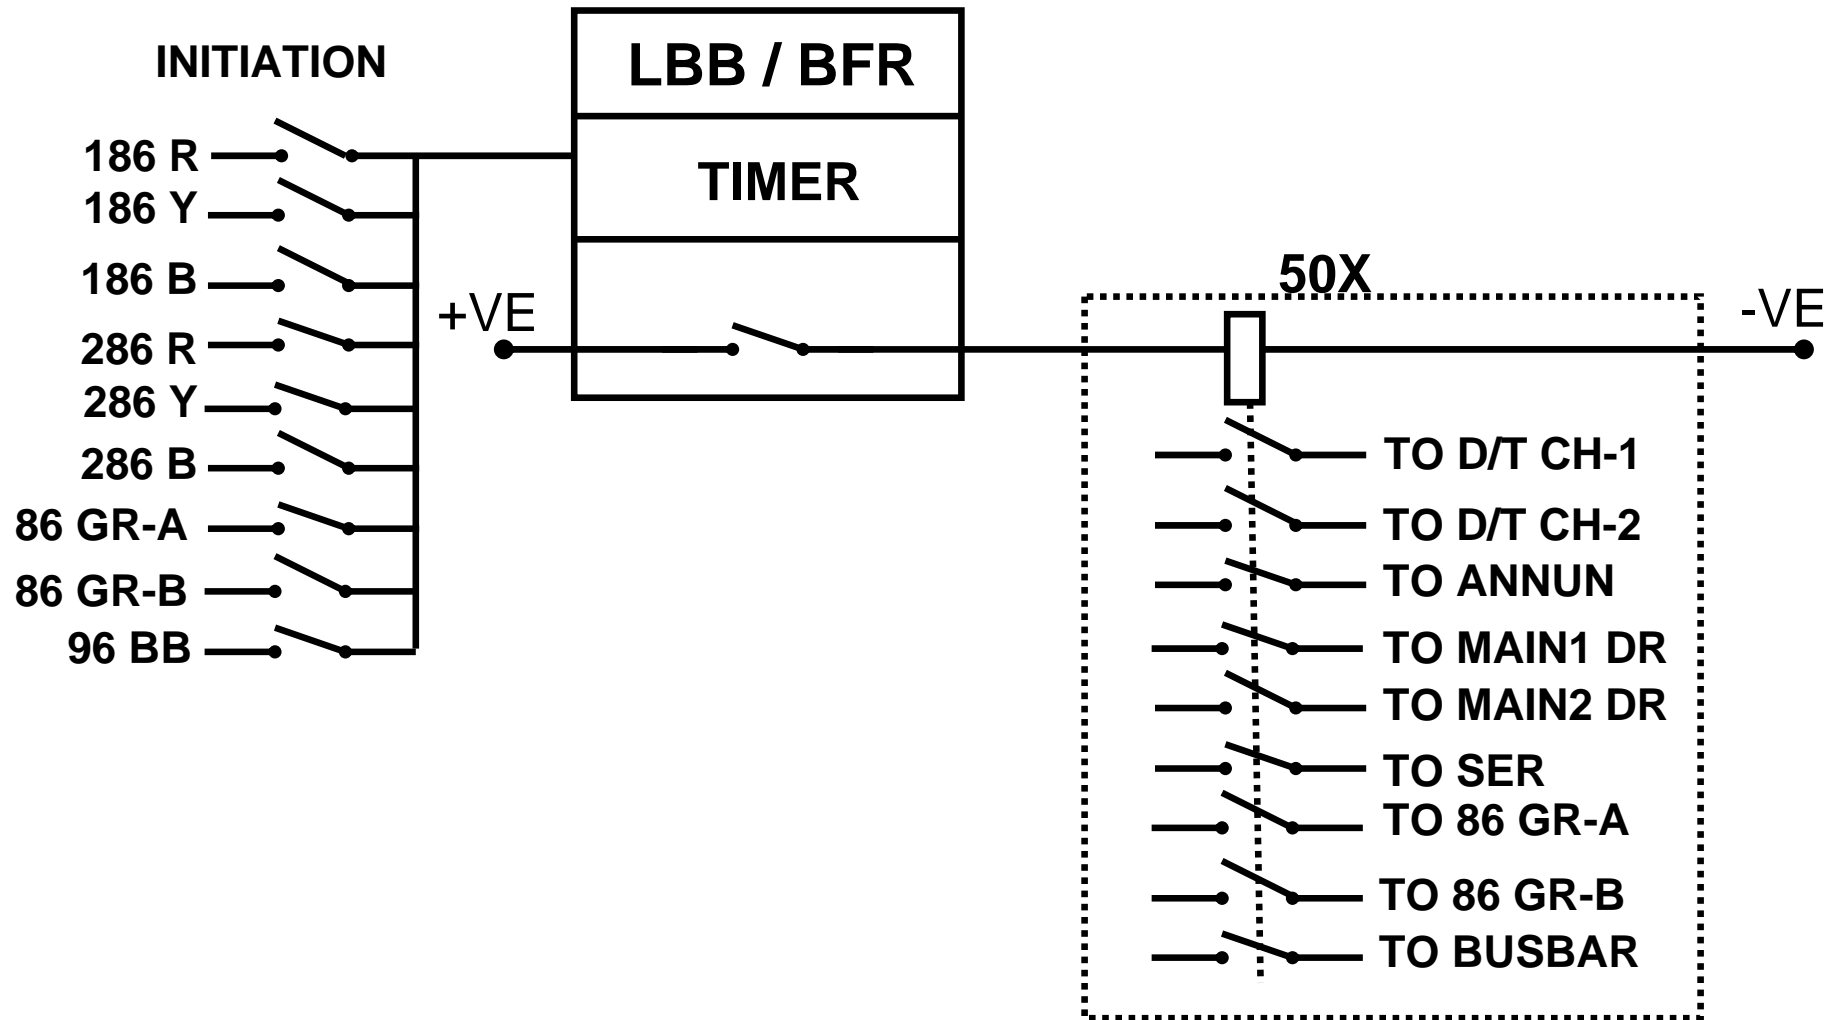 INITIATION
186 R
186 Y
186 B
286 R
286 Y
286 B
86 GR-A
86 GR-B
96 BB
LBB / BFR
TIMER
+VE
50X
-VE
TO D/T CH-1
TO D/T CH-2
TO ANNUN
TO MAIN1 DR
TO MAIN2 DR
TO SER
TO 86 GR-A
TO 86 GR-B
TO BUSBAR